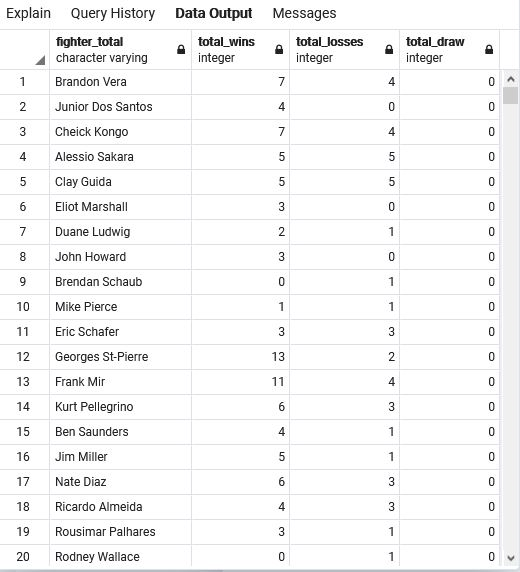 Explain Query History Data Output Messages
fighter_total total_wins total_losses total_draw
character varying integer integer integer
1 Brandon Vera 7 4 0
2 Junior Dos Santos 4 0 0
3 Cheick Kongo 7 4 0
4 Alessio Sakara 5 5 0
5 Clay Guida 5 5 0
6 Eliot Marshall 3 0 0
7 Duane Ludwig 2 1 0
8 John Howard 3 0 0
9 Brendan Schaub 0 1 0
10 Mike Pierce 1 1 0
11 Eric Schafer 3 3 0
12 Georges St-Pierre 13 2 0
13 Frank Mir 11 4 0
14 Kurt Pellegrino 6 3 0
15 Ben Saunders 4 1 0
16 Jim Miller 5 1 0
17 Nate Diaz 6 3 0
18 Ricardo Almeida 4 3 0
19 Rousimar Palhares 3 1 0
20 Rodney Wallace 0 1 0